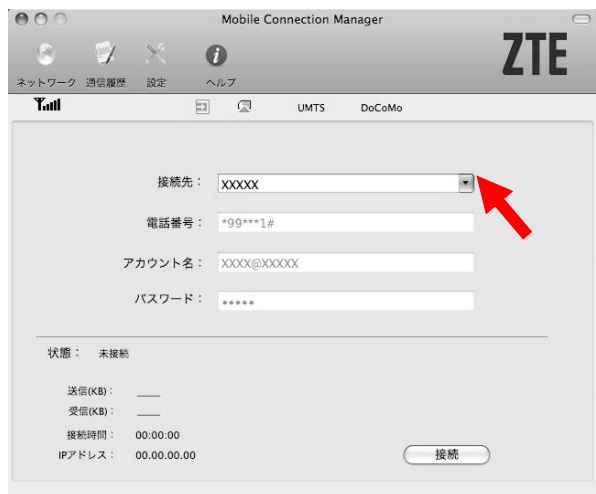 Mobile Connection Manager
ZTE
ネットワーク 通信履歴 設定 ヘルプ
UMTS DoCoMo
接続先： XXXXX
電話番号： *99***1#
アカウント名： XXXX@XXXXX
パスワード： •••••
状態： 未接続
送信(KB)： ____
受信(KB)： ____
接続時間： 00:00:00
IPアドレス： 00.00.00.00
接続